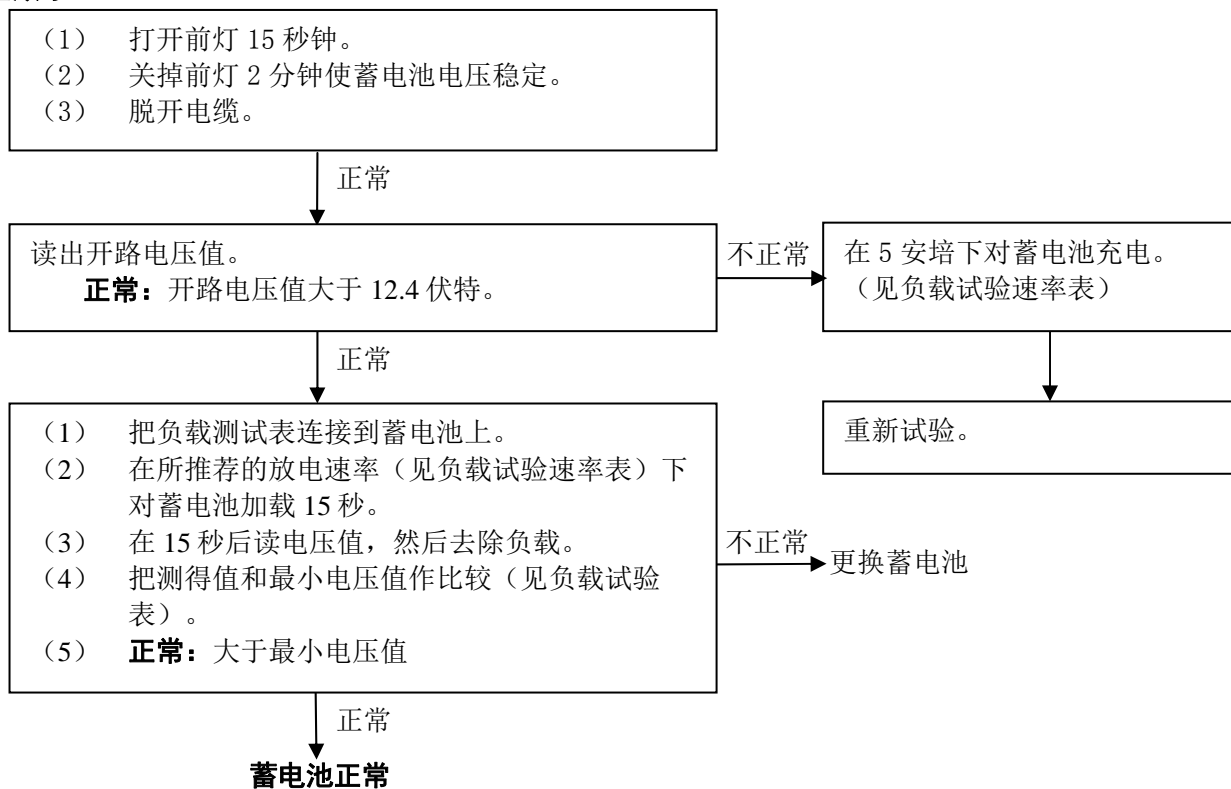 （1） 打开前灯 15 秒钟。
（2） 关掉前灯 2 分钟使蓄电池电压稳定。
（3） 脱开电缆。
正常
读出开路电压值。
正常：开路电压值大于 12.4 伏特。
不正常
在 5 安培下对蓄电池充电。
（见负载试验速率表）
正常
重新试验。
（1） 把负载测试表连接到蓄电池上。
（2） 在所推荐的放电速率（见负载试验速率表）下
对蓄电池加载 15 秒。
（3） 在 15 秒后读电压值，然后去除负载。
（4） 把测得值和最小电压值作比较（见负载试验
表）。
（5） 正常：大于最小电压值
不正常
更换蓄电池
正常
蓄电池正常